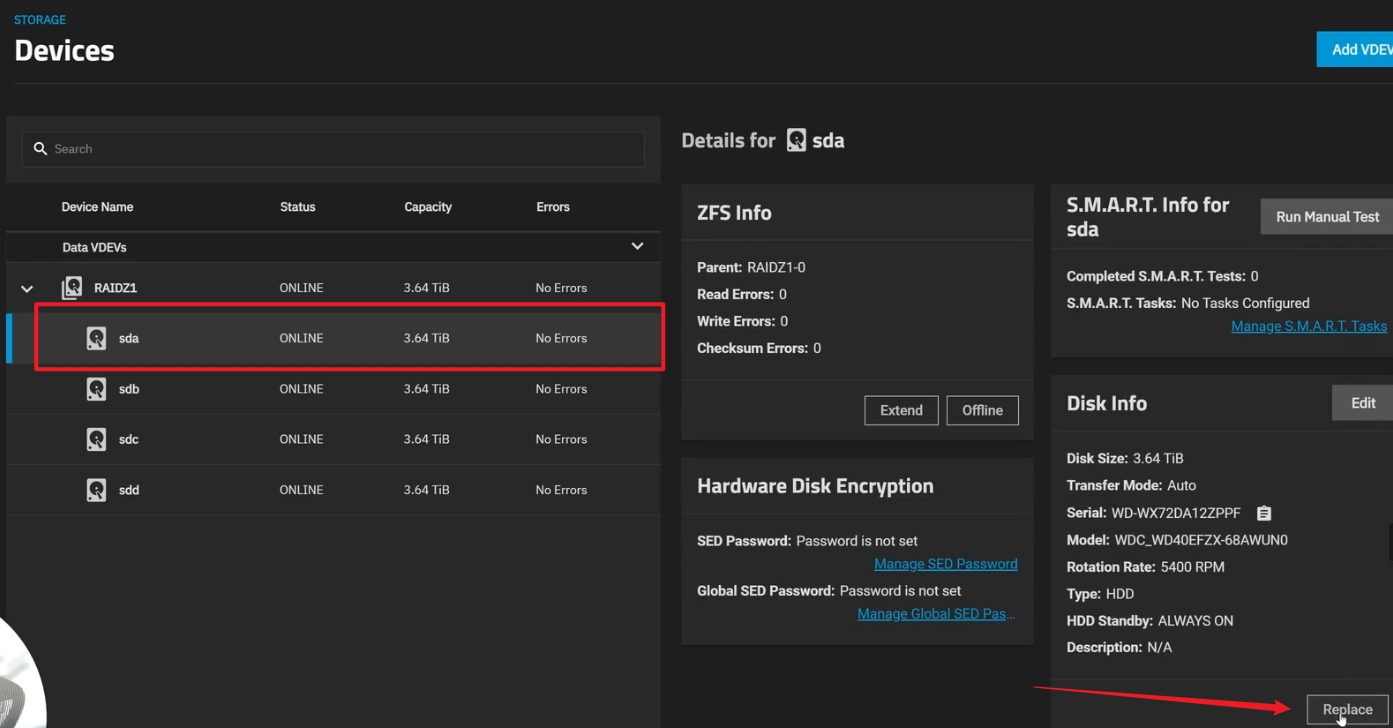 STORAGE
Devices
Add VDEV
Search
Device Name Status Capacity Errors
Data VDEVs
RAIDZ1 ONLINE 3.64 TiB No Errors
sda ONLINE 3.64 TiB No Errors
sdb ONLINE 3.64 TiB No Errors
sdc ONLINE 3.64 TiB No Errors
sdd ONLINE 3.64 TiB No Errors
Details for sda
ZFS Info
Parent: RAIDZ1-0
Read Errors: 0
Write Errors: 0
Checksum Errors: 0
Extend Offline
Hardware Disk Encryption
SED Password: Password is not set
Manage SED Password
Global SED Password: Password is not set
Manage Global SED Pas...
S.M.A.R.T. Info for
sda
Run Manual Test
Completed S.M.A.R.T. Tests: 0
S.M.A.R.T. Tasks: No Tasks Configured
Manage S.M.A.R.T. Tasks
Disk Info
Edit
Disk Size: 3.64 TiB
Transfer Mode: Auto
Serial: WD-WX72DA12ZPPF
Model: WDC_WD40EFZX-68AWUN0
Rotation Rate: 5400 RPM
Type: HDD
HDD Standby: ALWAYS ON
Description: N/A
Replace